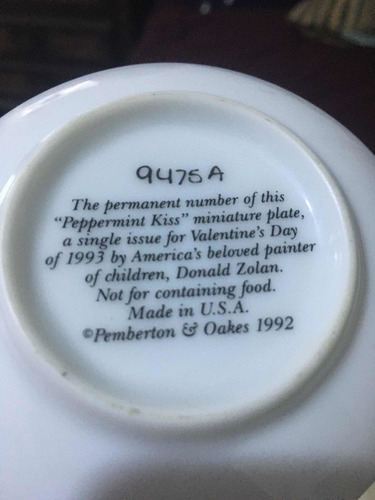 9475A
The permanent number of this
"Peppermint Kiss" miniature plate,
a single issue for Valentine's Day
of 1993 by America's beloved painter
of children, Donald Zolan.
Not for containing food.
Made in U.S.A.
©Pemberton & Oakes 1992